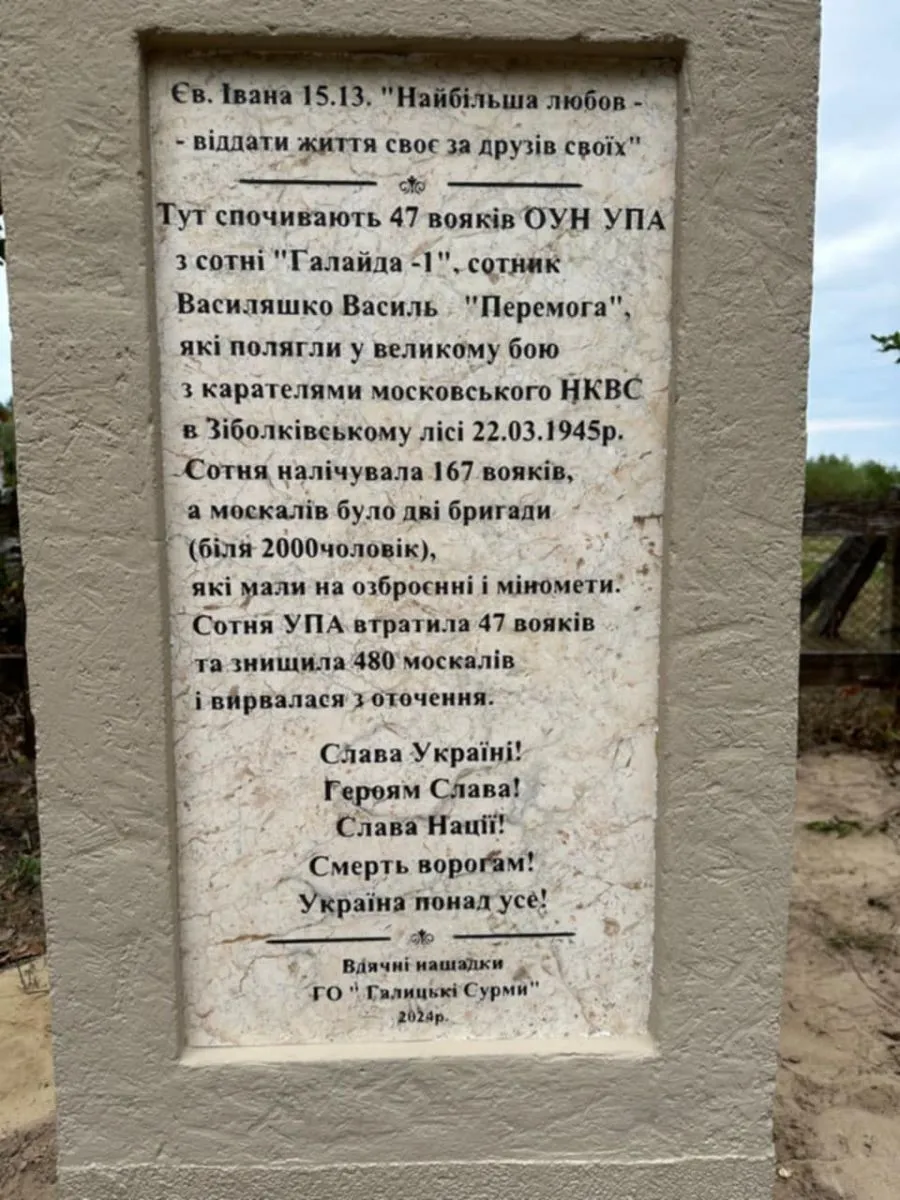 Єв. Івана 15.13. "Найбільша любов -
- віддати життя своє за друзів своїх"
Тут спочивають 47 вояків ОУН УПА
з сотні "Галайда -1", сотник
Василяшко Василь "Перемога",
які полягли у великому бою
з карателями московського НКВС
в Зіболківському лісі 22.03.1945р.
Сотня налічувала 167 вояків,
а москалів було дві бригади
(біля 2000чоловік),
які мали на озброєнні і міномети.
Сотня УПА втратила 47 вояків
та знищила 480 москалів
і вирвалася з оточення.
Слава Україні!
Героям Слава!
Слава Нації!
Смерть ворогам!
Україна понад усе!
Вдячні нащадки
ГО " Галицькі Сурми"
2024р.